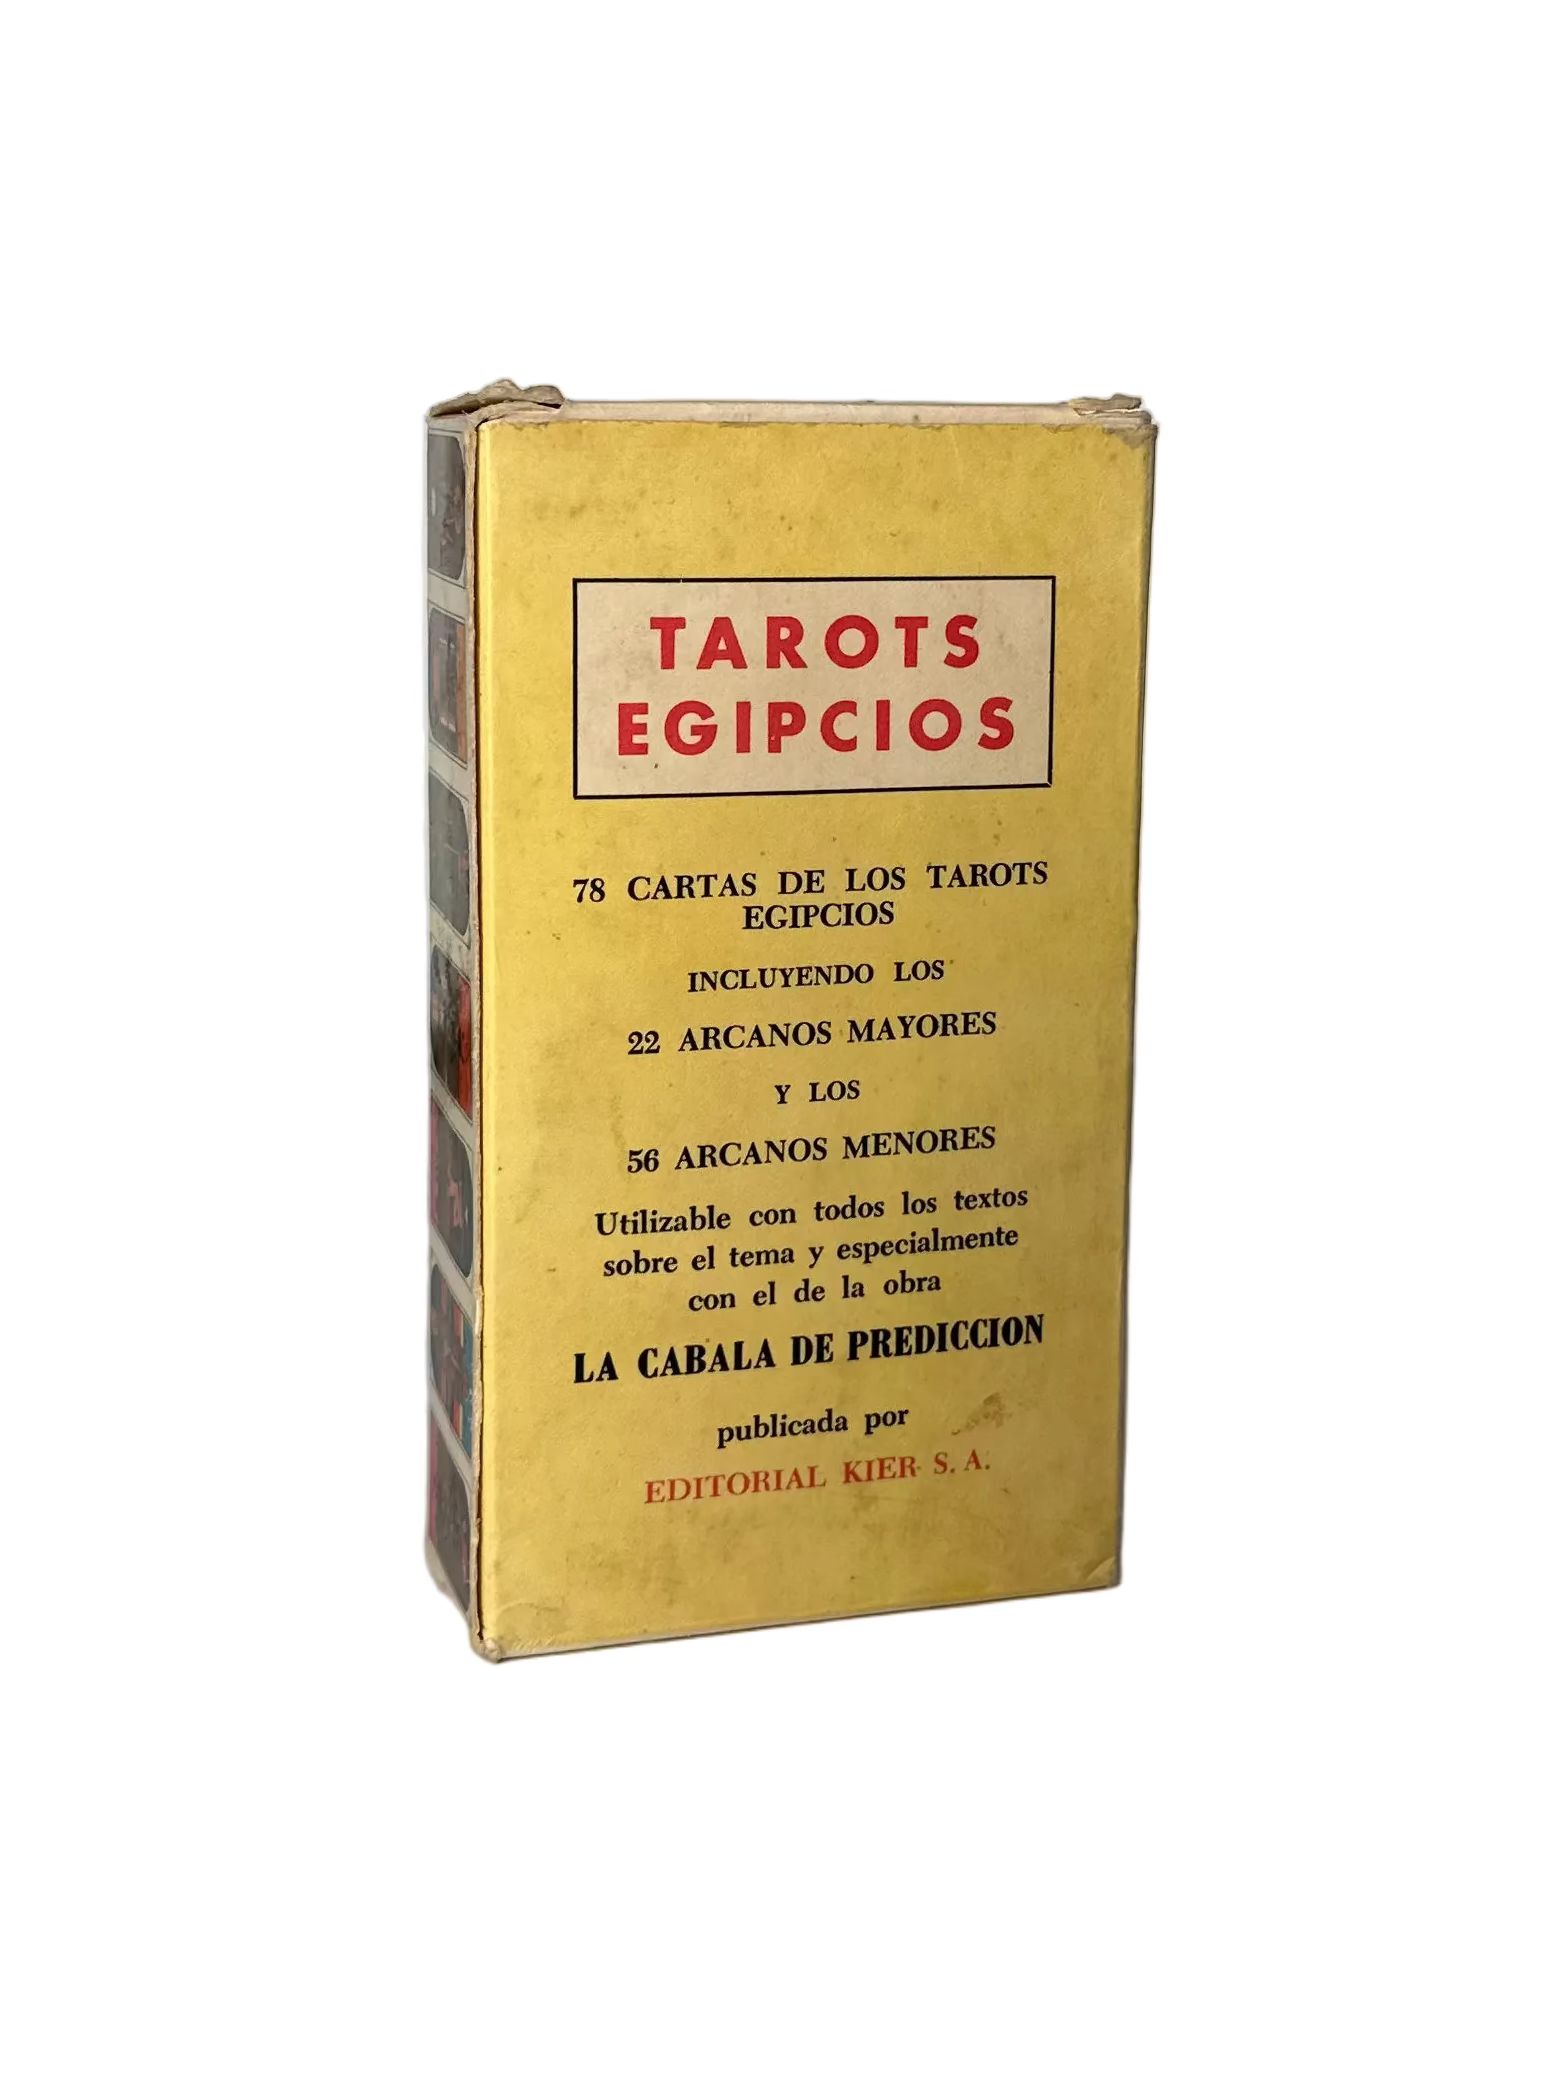 TAROTS
EGIPCIOS
78 CARTAS DE LOS TAROTS
EGIPCIOS
INCLUYENDO LOS
22 ARCANOS MAYORES
Y LOS
56 ARCANOS MENORES
Utilizable con todos los textos
sobre el tema y especialmente
con el de la obra
LA CABALA DE PREDICCION
publicada por
EDITORIAL KIER S. A.